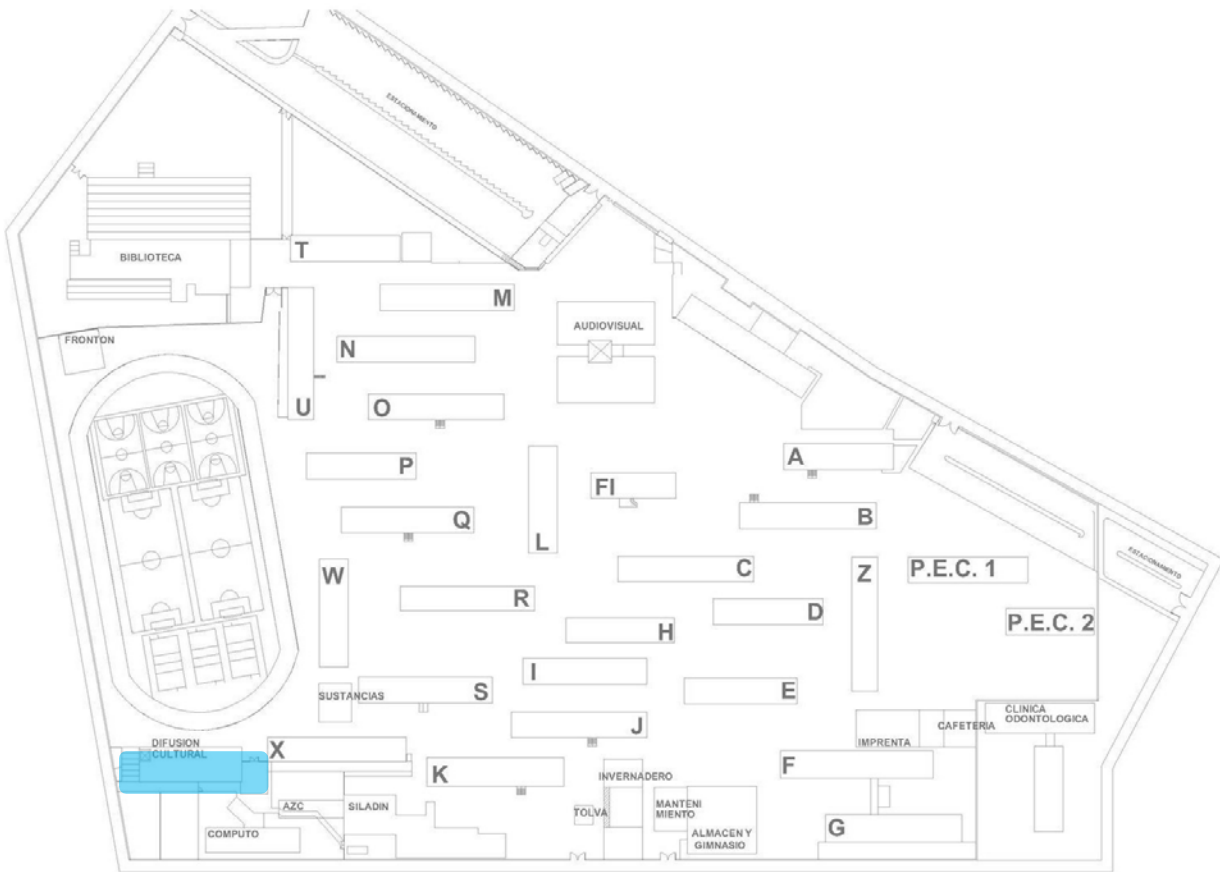 ESTACIONAMIENTO
BIBLIOTECA
T
M
AUDIOVISUAL
FRONTON
N
U
O
A
P
FI
B
Q
L
ESTACIONAMIENTO
W
C
Z
P.E.C. 1
R
D
P.E.C. 2
H
I
SUSTANCIAS
S
E
CLINICA
ODONTOLOGICA
J
CAFETERIA
DIFUSION
CULTURAL
X
IMPRENTA
K
INVERNADERO
F
AZC
SILADIN
TOLVA
MANTENI
MIENTO
COMPUTO
ALMACEN Y
GIMNASIO
G